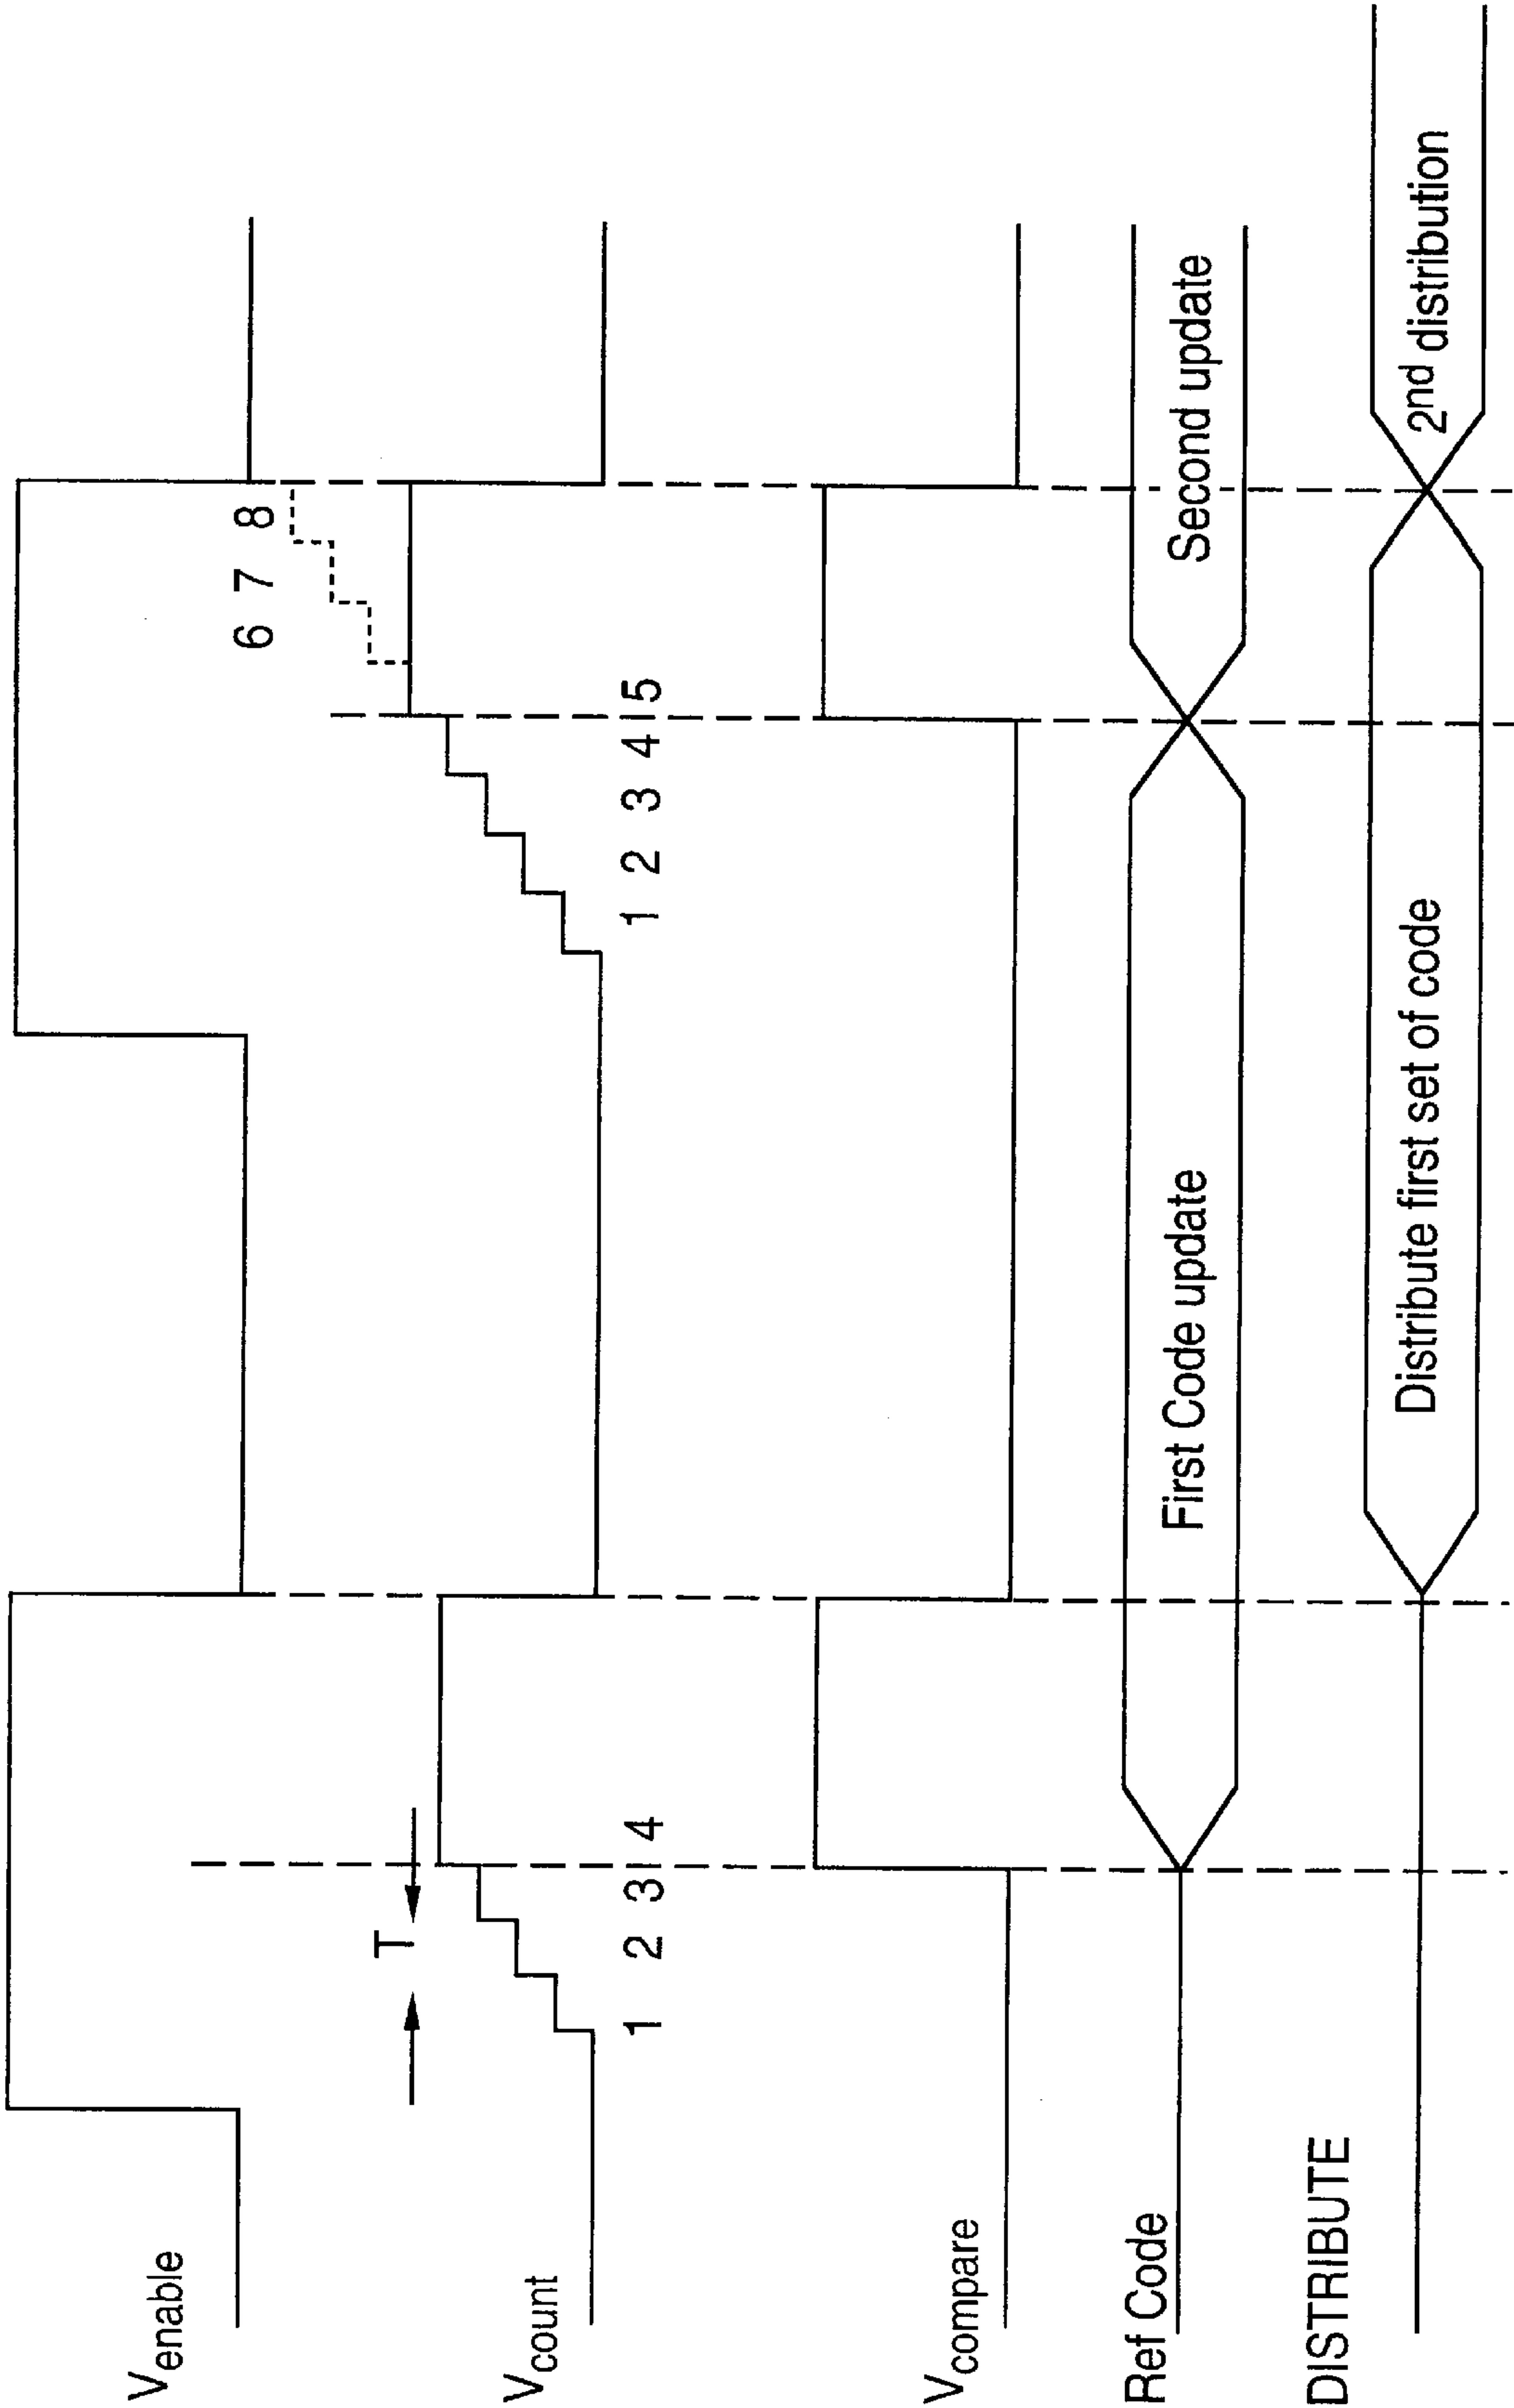 V_enable
6 7 8
T
V_count
1 2 3 4
1 2 3 4 5
V_compare
Ref Code
First Code update
Second update
DISTRIBUTE
Distribute first set of code
2nd distribution